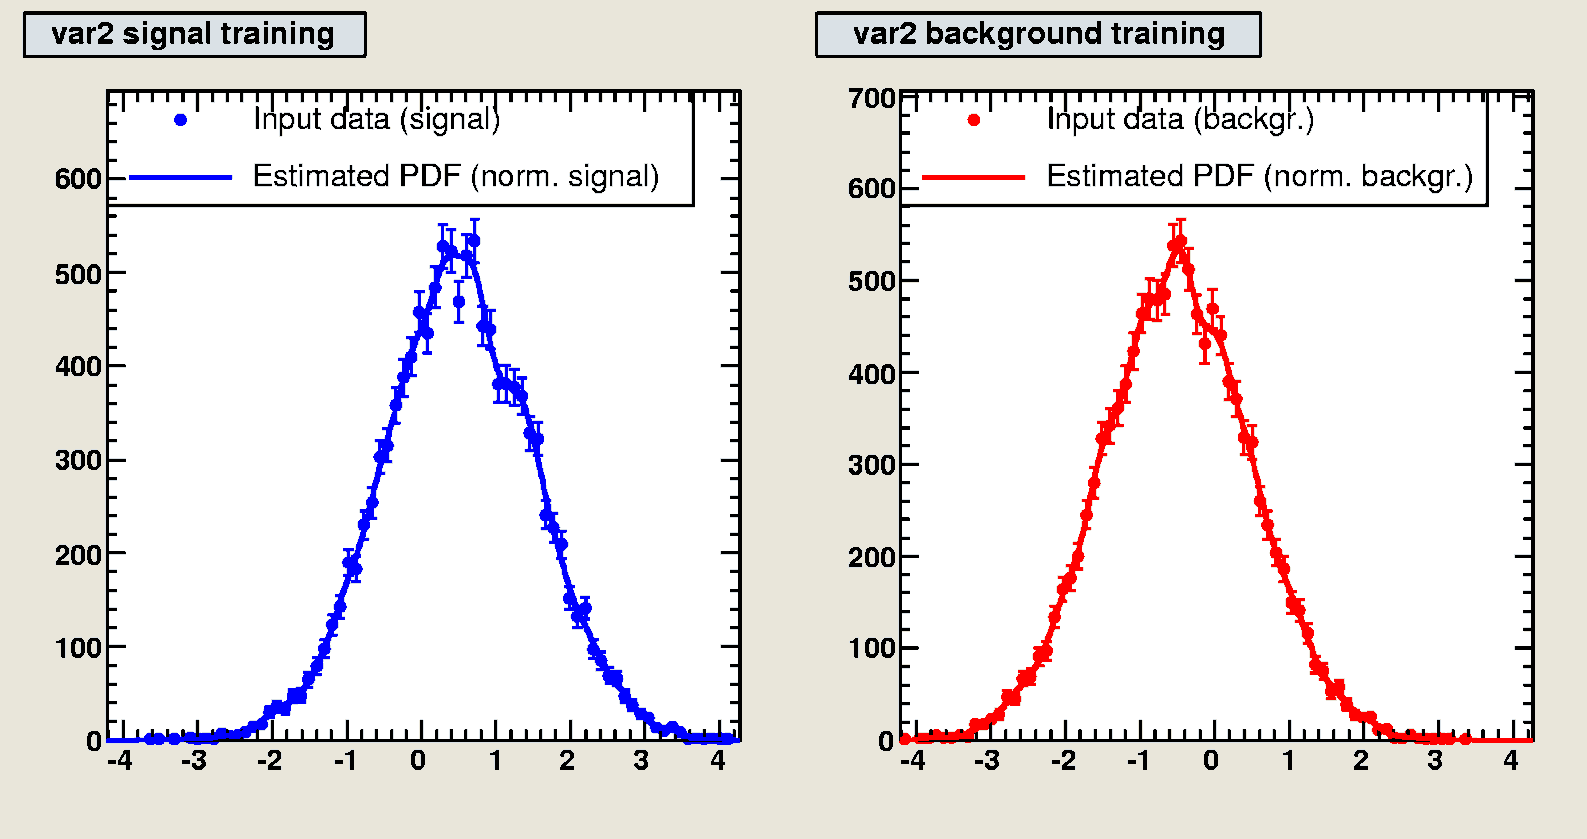 var2 signal training
Input data (signal)
Estimated PDF (norm. signal)
600
500
400
300
200
100
0
-4 -3 -2 -1 0 1 2 3 4
var2 background training
Input data (backgr.)
Estimated PDF (norm. backgr.)
700
600
500
400
300
200
100
0
-4 -3 -2 -1 0 1 2 3 4